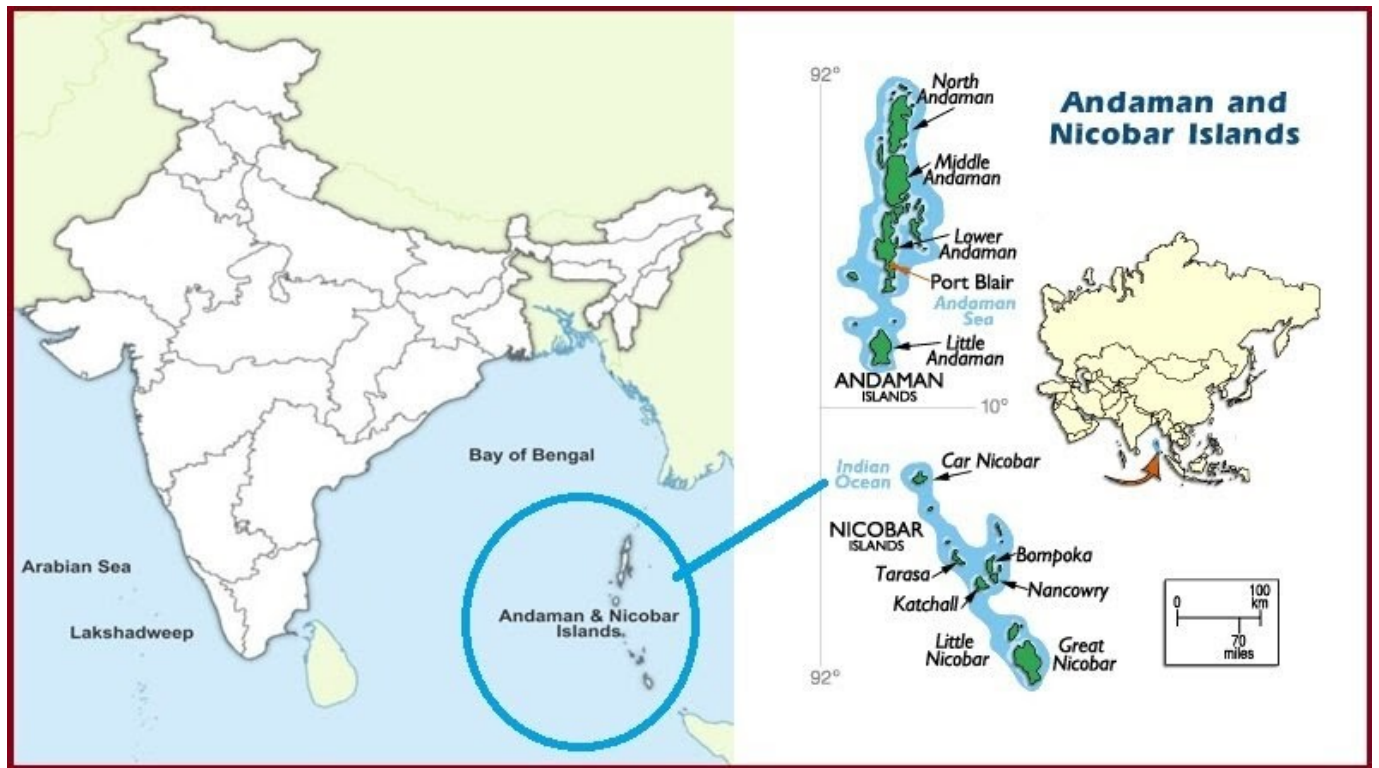 Bay of Bengal
Arabian Sea
Lakshadweep
Andaman & Nicobar
Islands
Andaman and
Nicobar Islands
92°
North
Andaman
Middle
Andaman
Lower
Andaman
Port Blair
Andaman
Sea
Little
Andaman
ANDAMAN
ISLANDS
10°
Indian
Ocean
Car Nicobar
NICOBAR
ISLANDS
Bompoka
Tarasa
Nancowry
Katchall
Little
Nicobar
Great
Nicobar
92°
0
100
km
70
miles